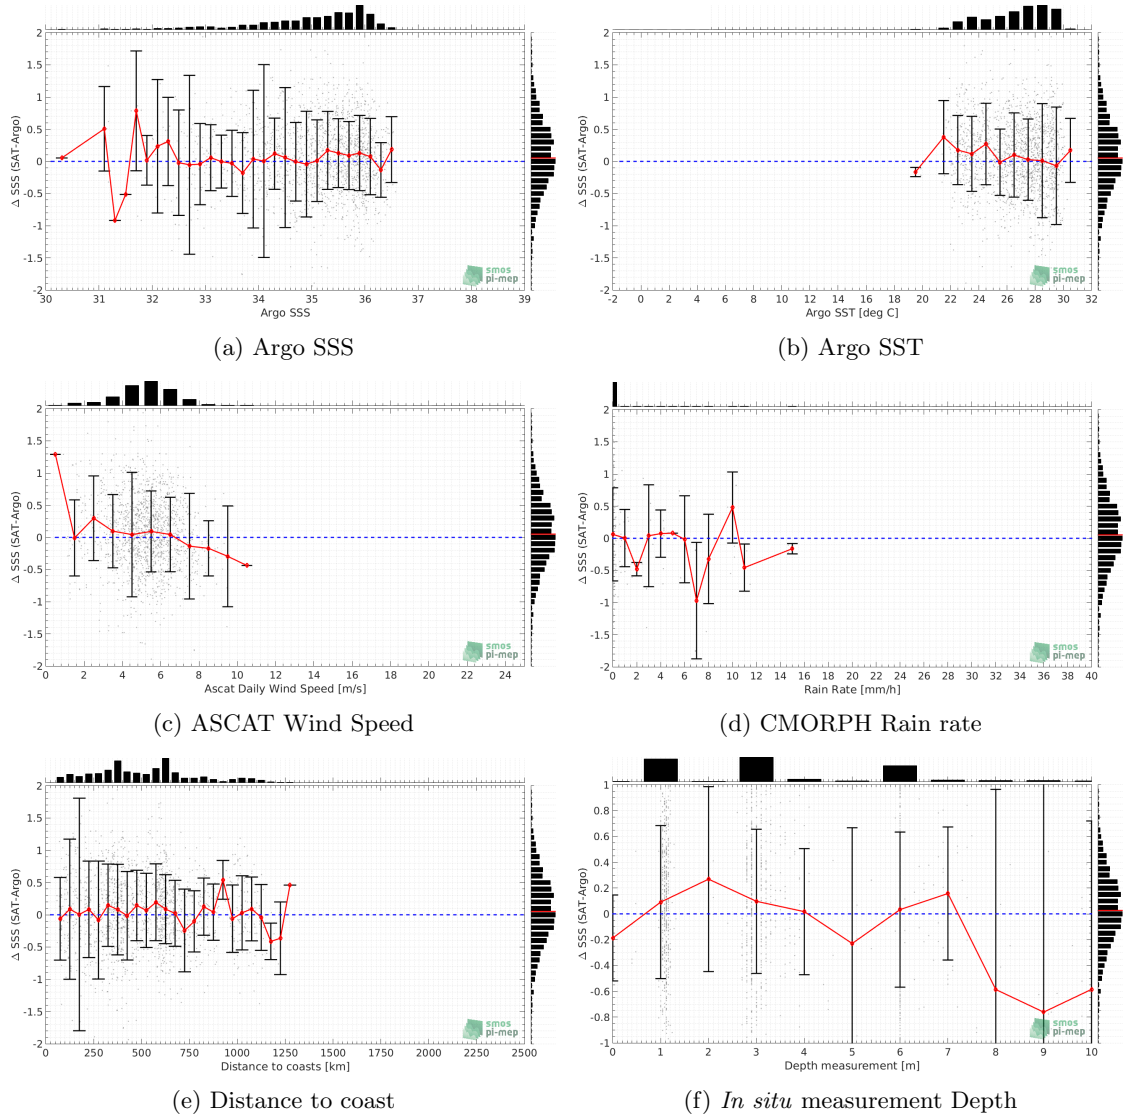 2
1.5
1
0.5
0
-0.5
-1
-1.5
-2
Δ SSS (SAT-Argo)
30 31 32 33 34 35 36 37 38 39
Argo SSS
smos
pi-mep
(a) Argo SSS
2
1.5
1
0.5
0
-0.5
-1
-1.5
-2
Δ SSS (SAT-Argo)
-2 0 2 4 6 8 10 12 14 16 18 20 22 24 26 28 30 32
Argo SST [deg C]
smos
pi-mep
(b) Argo SST
2
1.5
1
0.5
0
-0.5
-1
-1.5
-2
Δ SSS (SAT-Argo)
0 2 4 6 8 10 12 14 16 18 20 22 24
Ascat Daily Wind Speed [m/s]
smos
pi-mep
(c) ASCAT Wind Speed
2
1.5
1
0.5
0
-0.5
-1
-1.5
-2
Δ SSS (SAT-Argo)
0 2 4 6 8 10 12 14 16 18 20 22 24 26 28 30 32 34 36 38 40
Rain Rate [mm/h]
smos
pi-mep
(d) CMORPH Rain rate
2
1.5
1
0.5
0
-0.5
-1
-1.5
-2
Δ SSS (SAT-Argo)
0 250 500 750 1000 1250 1500 1750 2000 2250 2500
Distance to coasts [km]
smos
pi-mep
(e) Distance to coast
1
0.8
0.6
0.4
0.2
0
-0.2
-0.4
-0.6
-0.8
-1
Δ SSS (SAT-Argo)
0 1 2 3 4 5 6 7 8 9 10
Depth measurement [m]
smos
pi-mep
(f) In situ measurement Depth